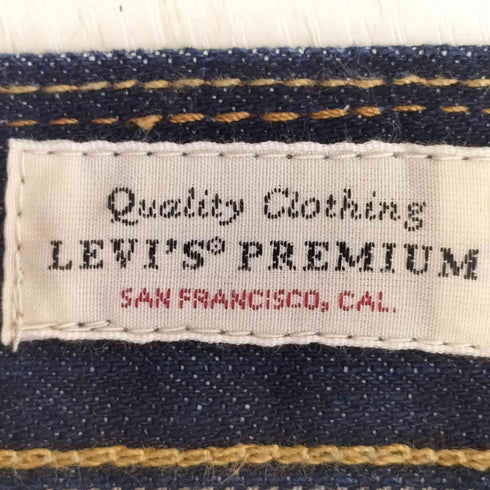 Quality Clothing
LEVI'S® PREMIUM
SAN FRANCISCO, CAL.